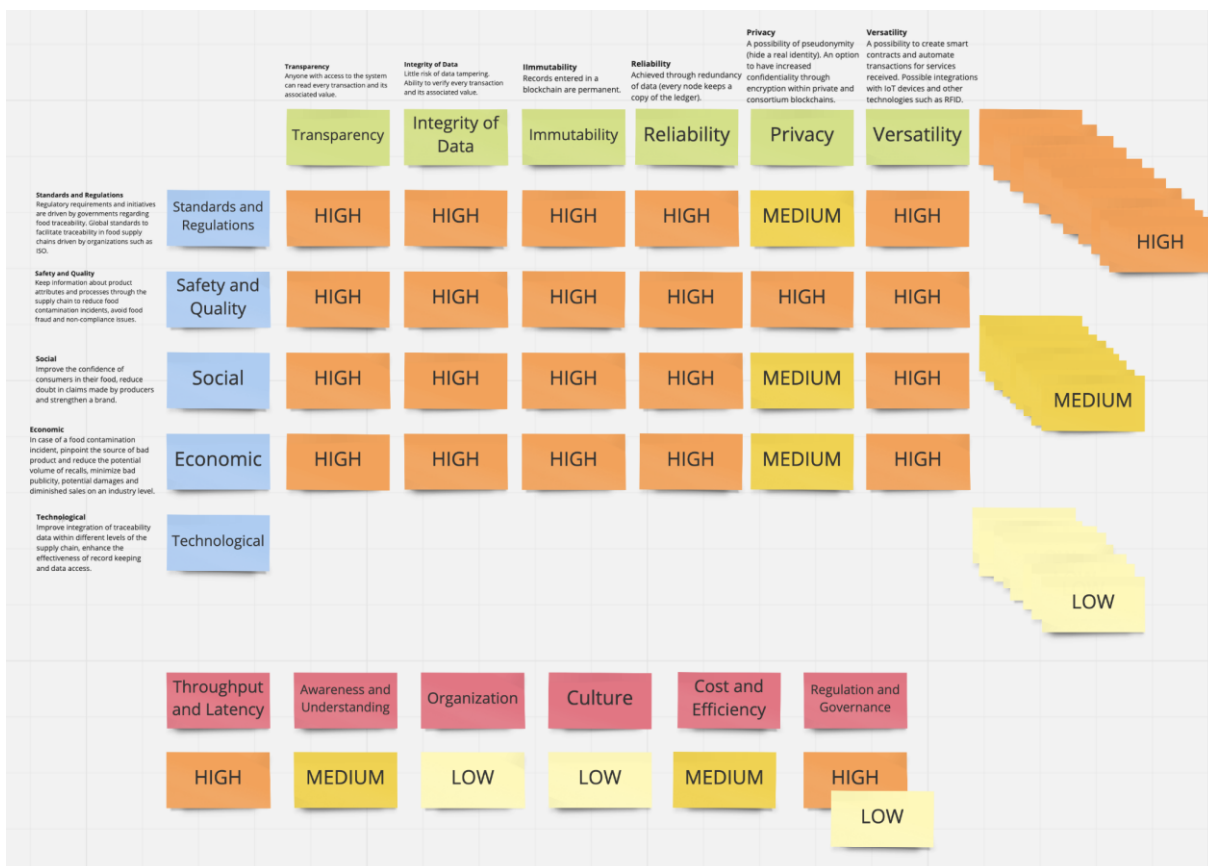 Transparency
Anyone with access to the system
can read every transaction and its
associated value.
Integrity of Data
Little risk of data tampering.
Ability to verify every transaction
and its associated value.
IImmutability
Records entered in a
blockchain are permanent.
Reliability
Achieved through redundancy
of data (every node keeps a
copy of the ledger).
Privacy
A possibility of pseudonymity
(hide a real identity). An option
to have increased
confidentiality through
encryption within private and
consortium blockchains.
Versatility
A possibility to create smart
contracts and automate
transactions for services
received. Possible integrations
with IoT devices and other
technologies such as RFID.
Transparency
Integrity of
Data
Immutability
Reliability
Privacy
Versatility
Standards and Regulations
Regulatory requirements and initiatives
are driven by governments regarding
food traceability. Global standards to
facilitate traceability in food supply
chains driven by organizations such as
ISO.
Standards and
Regulations
HIGH
HIGH
HIGH
HIGH
MEDIUM
HIGH
HIGH
Safety and Quality
Keep information about product
attributes and processes through the
supply chain to reduce food
contamination incidents, avoid food
fraud and non-compliance issues.
Safety and
Quality
HIGH
HIGH
HIGH
HIGH
HIGH
HIGH
Social
Improve the confidence of
consumers in their food, reduce
doubt in claims made by producers
and strengthen a brand.
Social
HIGH
HIGH
HIGH
HIGH
MEDIUM
HIGH
MEDIUM
Economic
In case of a food contamination
incident, pinpoint the source of bad
product and reduce the potential
volume of recalls, minimize bad
publicity, potential damages and
diminished sales on an industry level.
Economic
HIGH
HIGH
HIGH
HIGH
MEDIUM
HIGH
Technological
Improve integration of traceability
data within different levels of the
supply chain, enhance the
effectiveness of record keeping
and data access.
Technological
LOW
Throughput
and Latency
Awareness and
Understanding
Organization
Culture
Cost and
Efficiency
Regulation and
Governance
HIGH
MEDIUM
LOW
LOW
MEDIUM
HIGH
LOW